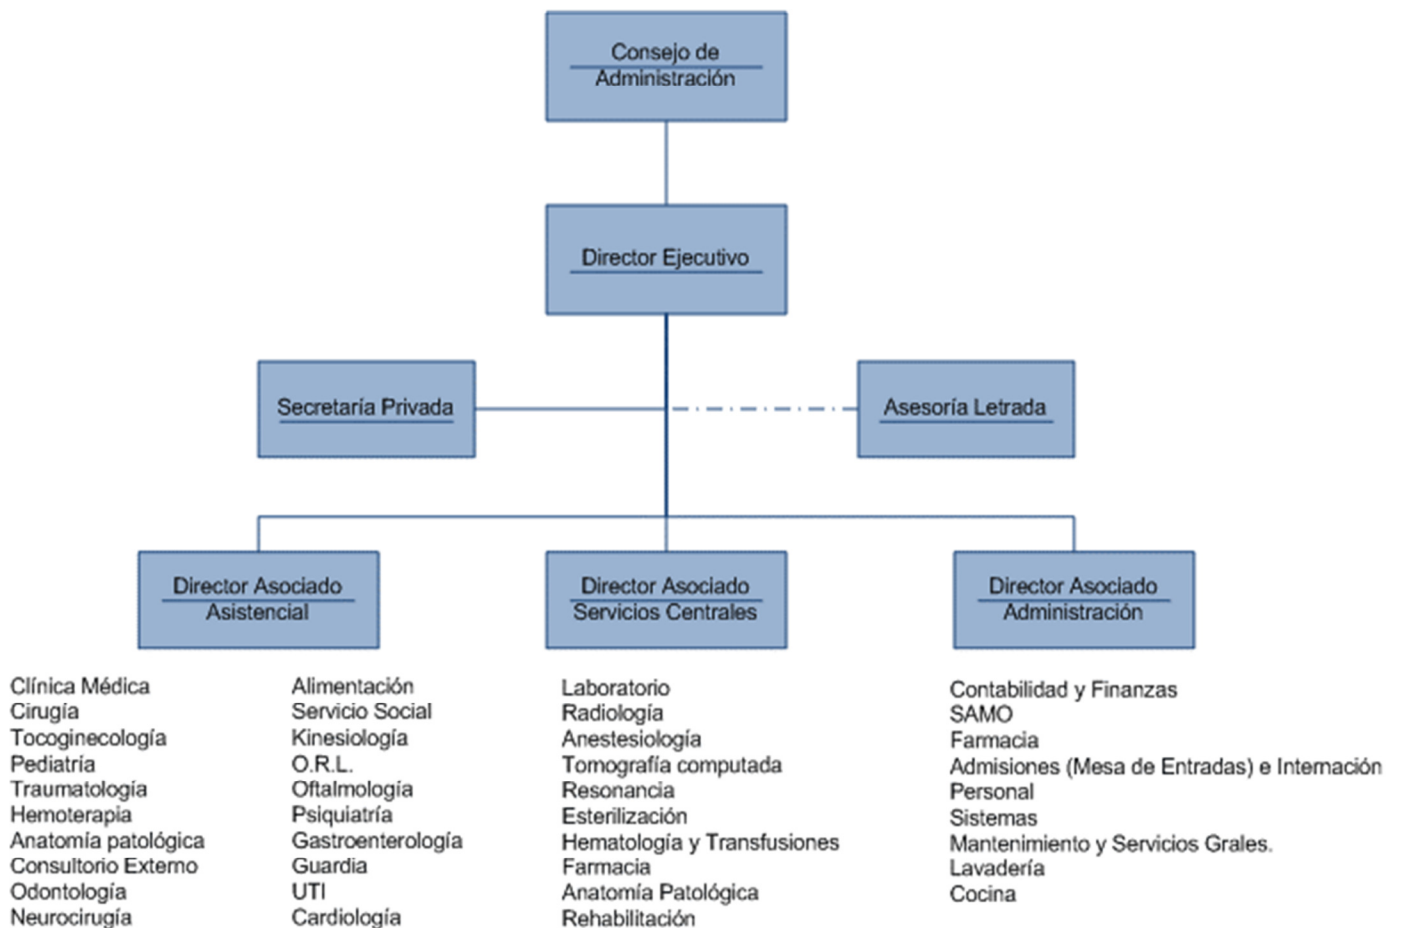 Consejo de
Administración
Director Ejecutivo
Secretaría Privada
Asesoría Letrada
Director Asociado
Asistencial
Director Asociado
Servicios Centrales
Director Asociado
Administración
Clínica Médica
Cirugía
Tocoginecología
Pediatría
Traumatología
Hemoterapia
Anatomía patológica
Consultorio Externo
Odontología
Neurocirugía
Alimentación
Servicio Social
Kinesiología
O.R.L.
Oftalmología
Psiquiatría
Gastroenterología
Guardia
UTI
Cardiología
Laboratorio
Radiología
Anestesiología
Tomografía computada
Resonancia
Esterilización
Hematología y Transfusiones
Farmacia
Anatomía Patológica
Rehabilitación
Contabilidad y Finanzas
SAMO
Farmacia
Admisiones (Mesa de Entradas) e Internación
Personal
Sistemas
Mantenimiento y Servicios Grales.
Lavadería
Cocina